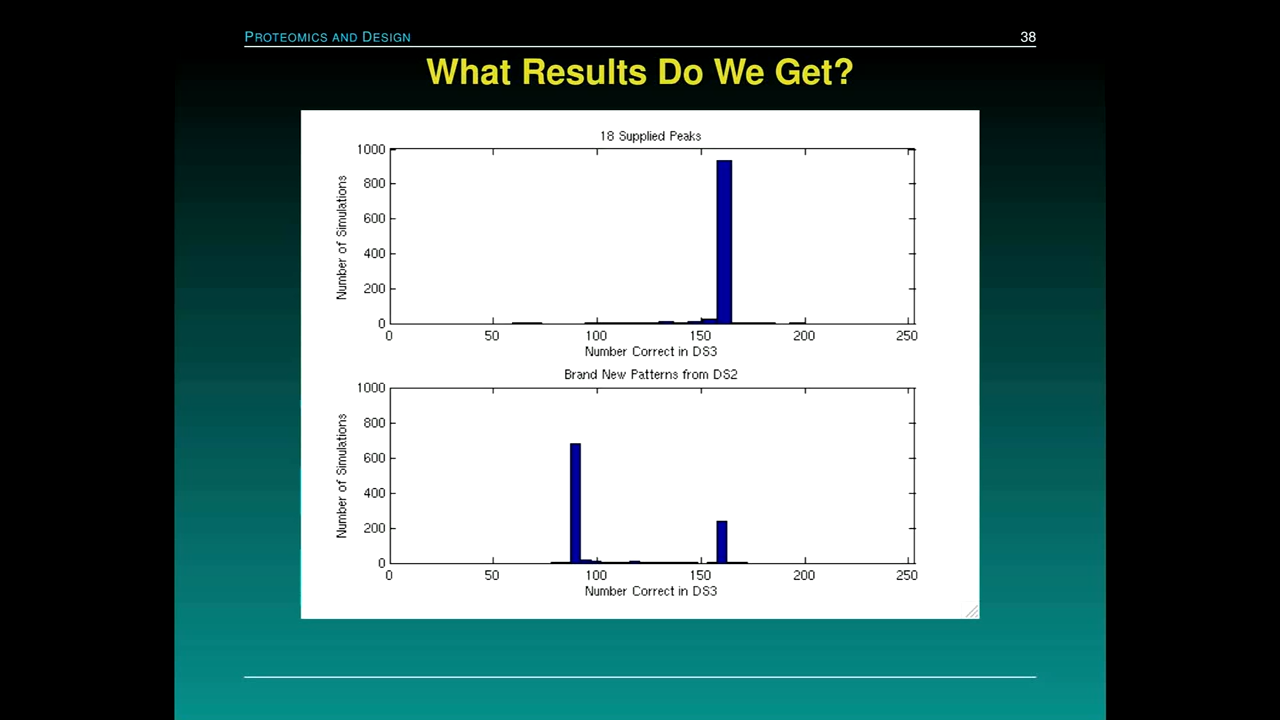 PROTEOMICS AND DESIGN 38
What Results Do We Get?
18 Supplied Peaks
1000
800
600
400
200
0
Number of Simulations
0 50 100 150 200 250
Number Correct in DS3
Brand New Patterns from DS2
1000
800
600
400
200
0
Number of Simulations
0 50 100 150 200 250
Number Correct in DS3